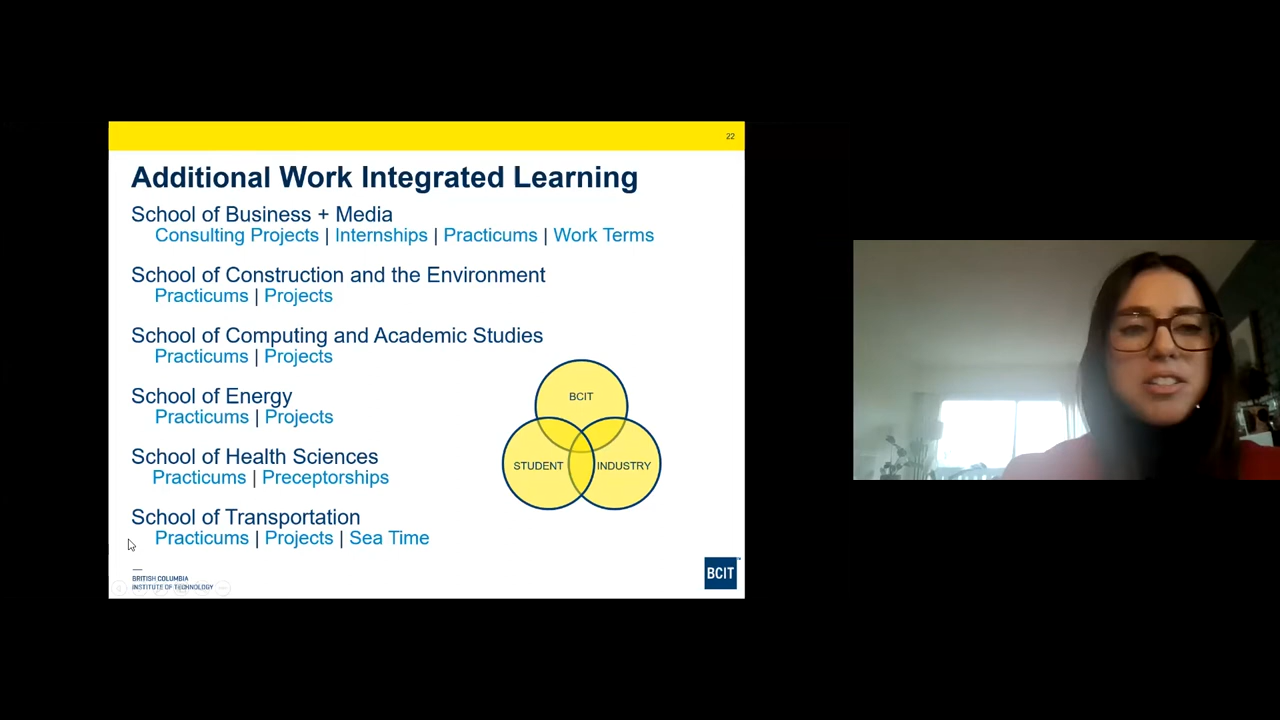 22
Additional Work Integrated Learning
School of Business + Media
Consulting Projects | Internships | Practicums | Work Terms
School of Construction and the Environment
Practicums | Projects
School of Computing and Academic Studies
Practicums | Projects
School of Energy
Practicums | Projects
School of Health Sciences
Practicums | Preceptorships
School of Transportation
Practicums | Projects | Sea Time
BCIT
STUDENT
INDUSTRY
BRITISH COLUMBIA
INSTITUTE OF TECHNOLOGY
BCIT